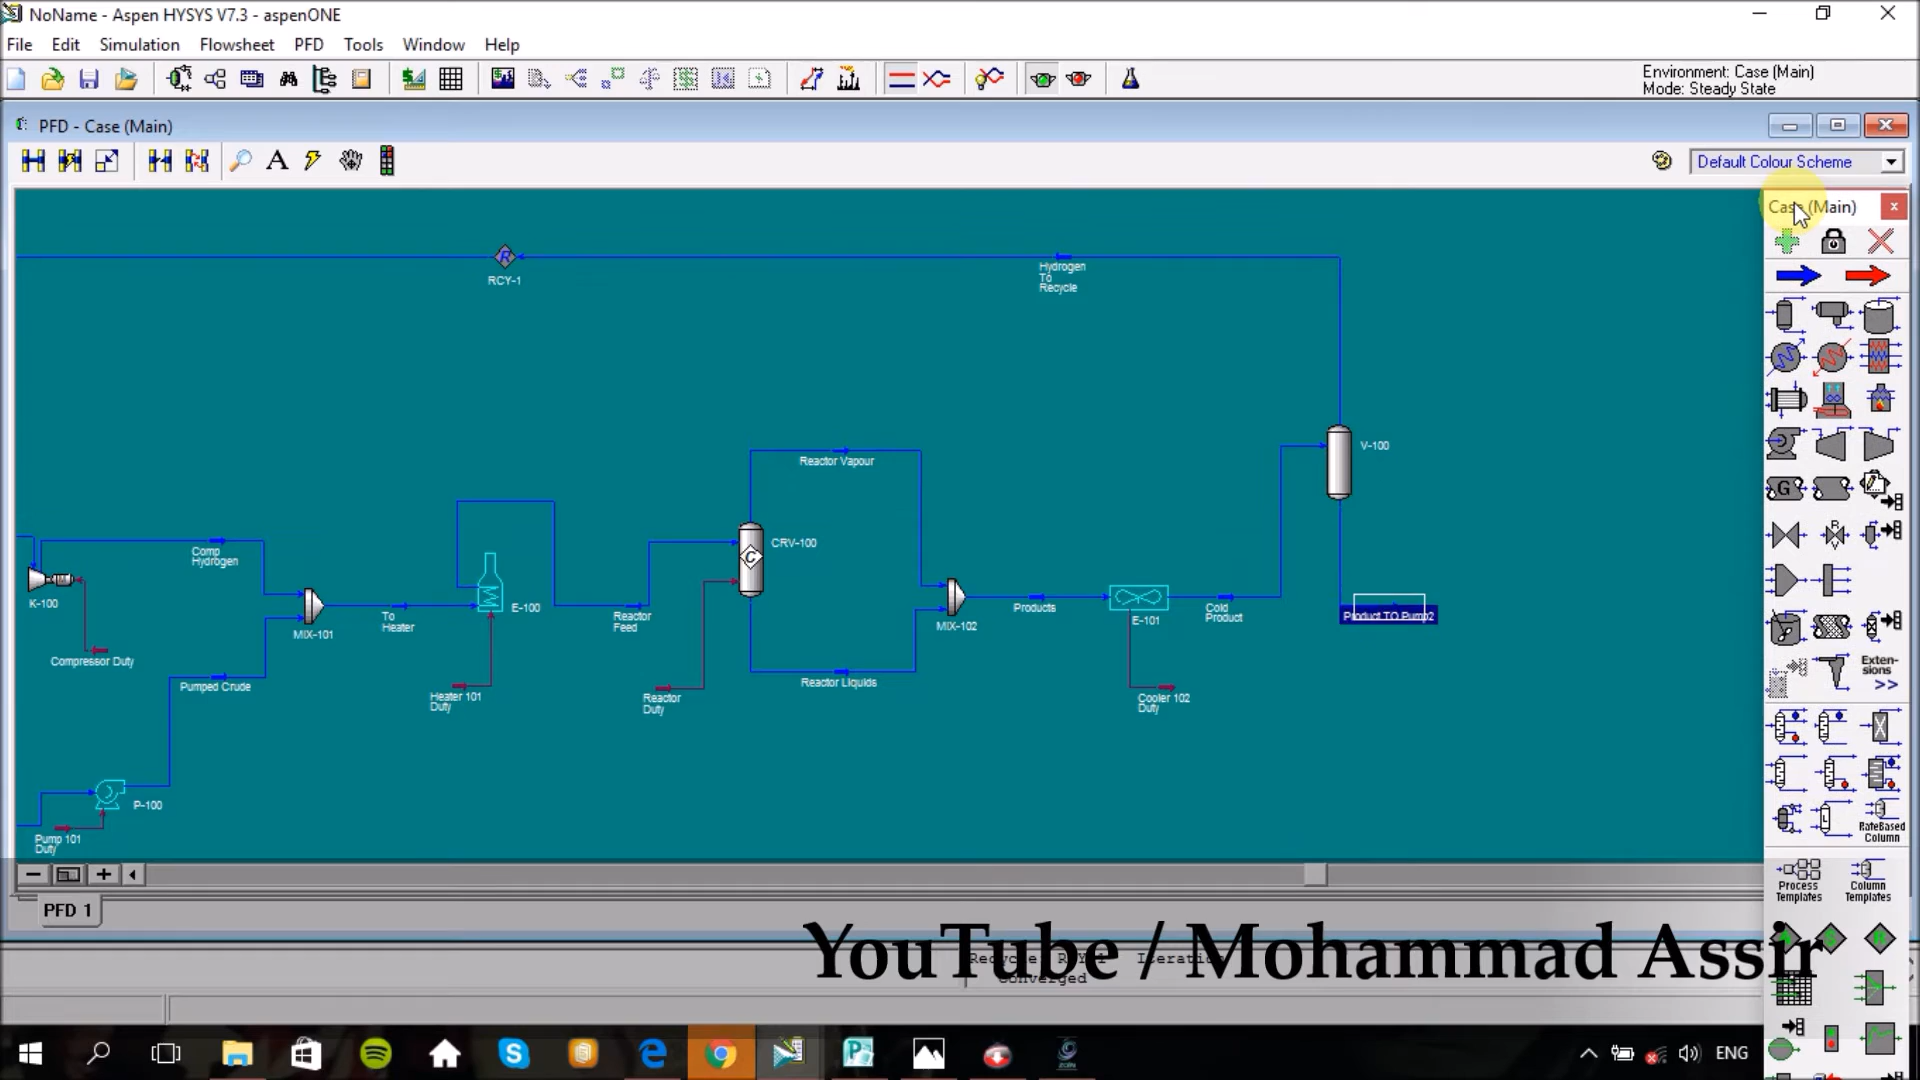 NoName - Aspen HYSYS V7.3 - aspenONE
File Edit Simulation Flowsheet PFD Tools Window Help
Environment: Case (Main)
Mode: Steady State
PFD - Case (Main)
A
Default Colour Scheme
Case (Main)
R
RCY-1
Hydrogen
To
Recycle
V-100
Reactor Vapour
CRV-100
C
Comp
Hydrogen
K-100
MIX-101
To
Heater
E-100
Reactor
Feed
MIX-102
Products
E-101
Cold
Product
Product TO Pump2
Compressor Duty
Pumped Crude
Heater 101
Duty
Reactor
Duty
Reactor Liquids
Cooler 102
Duty
P-100
Pump 101
Duty
G
Exten-
sions
>>
RateBased
Column
Process
Templates
Column
Templates
PFD 1
YouTube / Mohammad Assir
Converged
ENG